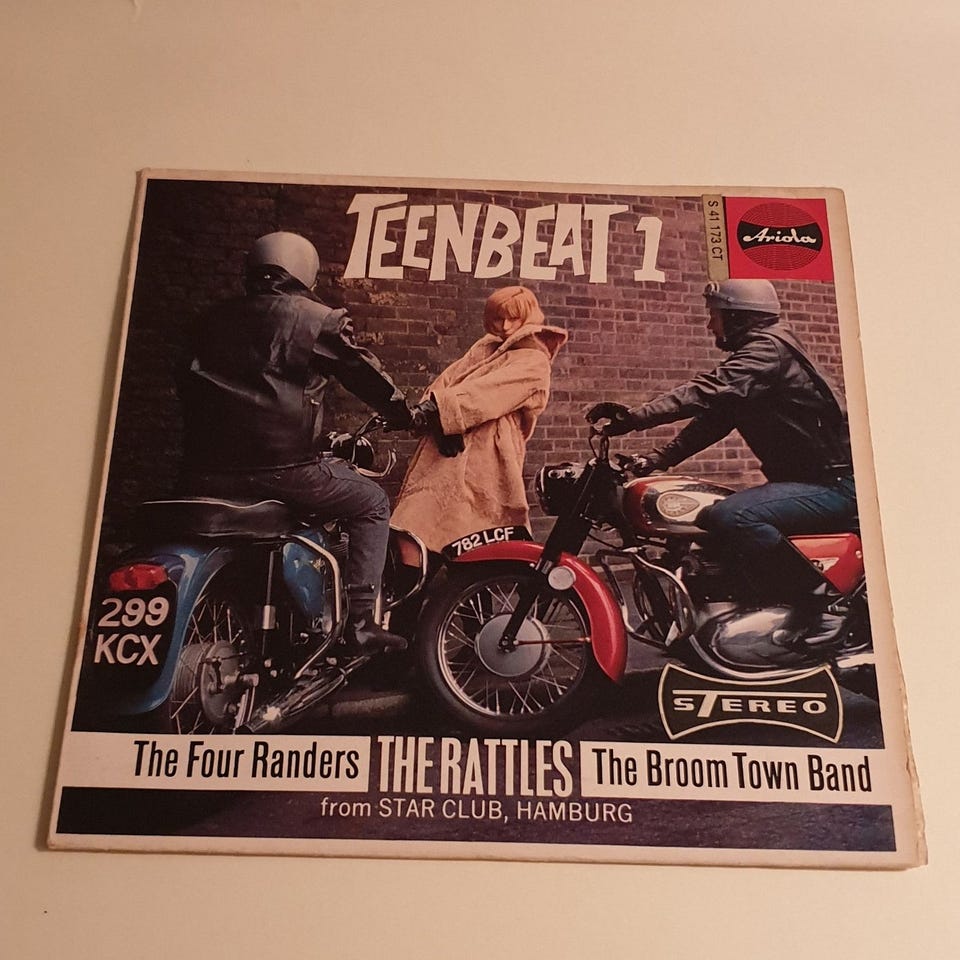 TEENBEAT 1
S 41 173 CT
Ariola
782 LCF
299
KCX
STEREO
The Four Randers THE RATTLES The Broom Town Band
from STAR CLUB, HAMBURG